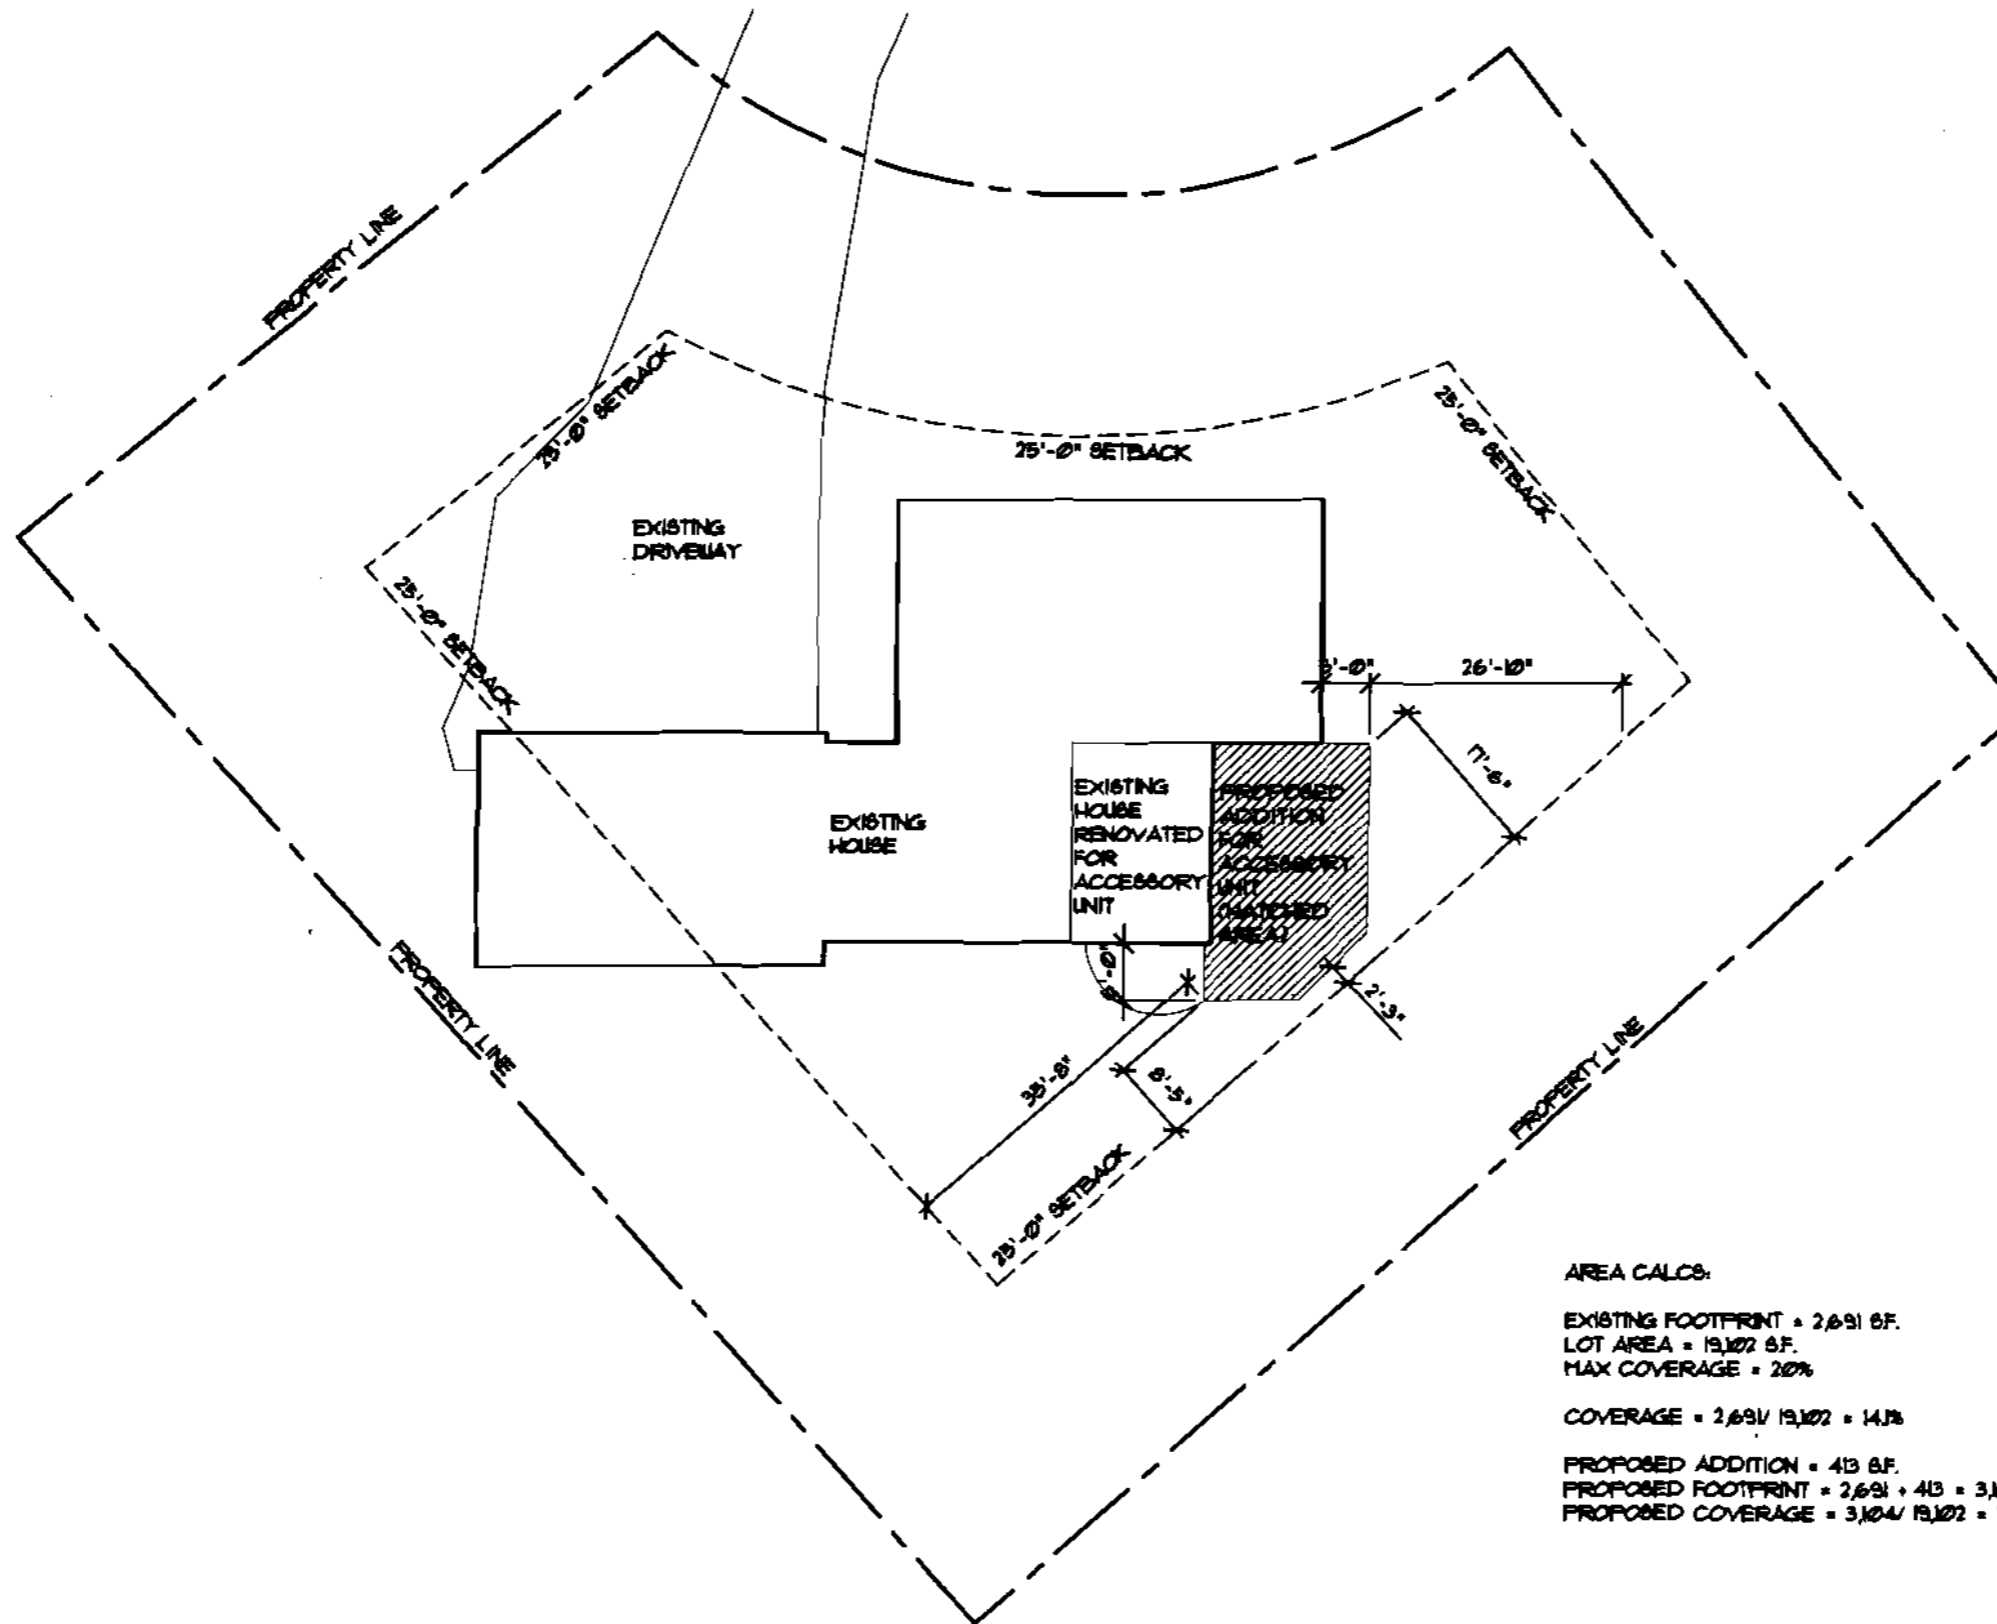 PROPERTY LINE
25'-0" SETBACK
25'-0" SETBACK
25'-0" SETBACK
25'-0" SETBACK
EXISTING
DRIVEWAY
26'-10"
17'-6"
EXISTING
HOUSE
EXISTING
HOUSE
RENOVATED
FOR
ACCESSORY
UNIT
PROPOSED
ADDITION
FOR
ACCESSORY
UNIT
(HATCHED
AREA)
2'-3"
35'-8"
8'-5"
25'-0" SETBACK
PROPERTY LINE
PROPERTY LINE
AREA CALCS:
EXISTING FOOTPRINT = 2,691 SF.
LOT AREA = 19,102 SF.
MAX COVERAGE = 20%
COVERAGE = 2,691/ 19,102 = 14.1%
PROPOSED ADDITION = 413 SF.
PROPOSED FOOTPRINT = 2,691 + 413 =
PROPOSED COVERAGE = 3,104/ 19,102 =